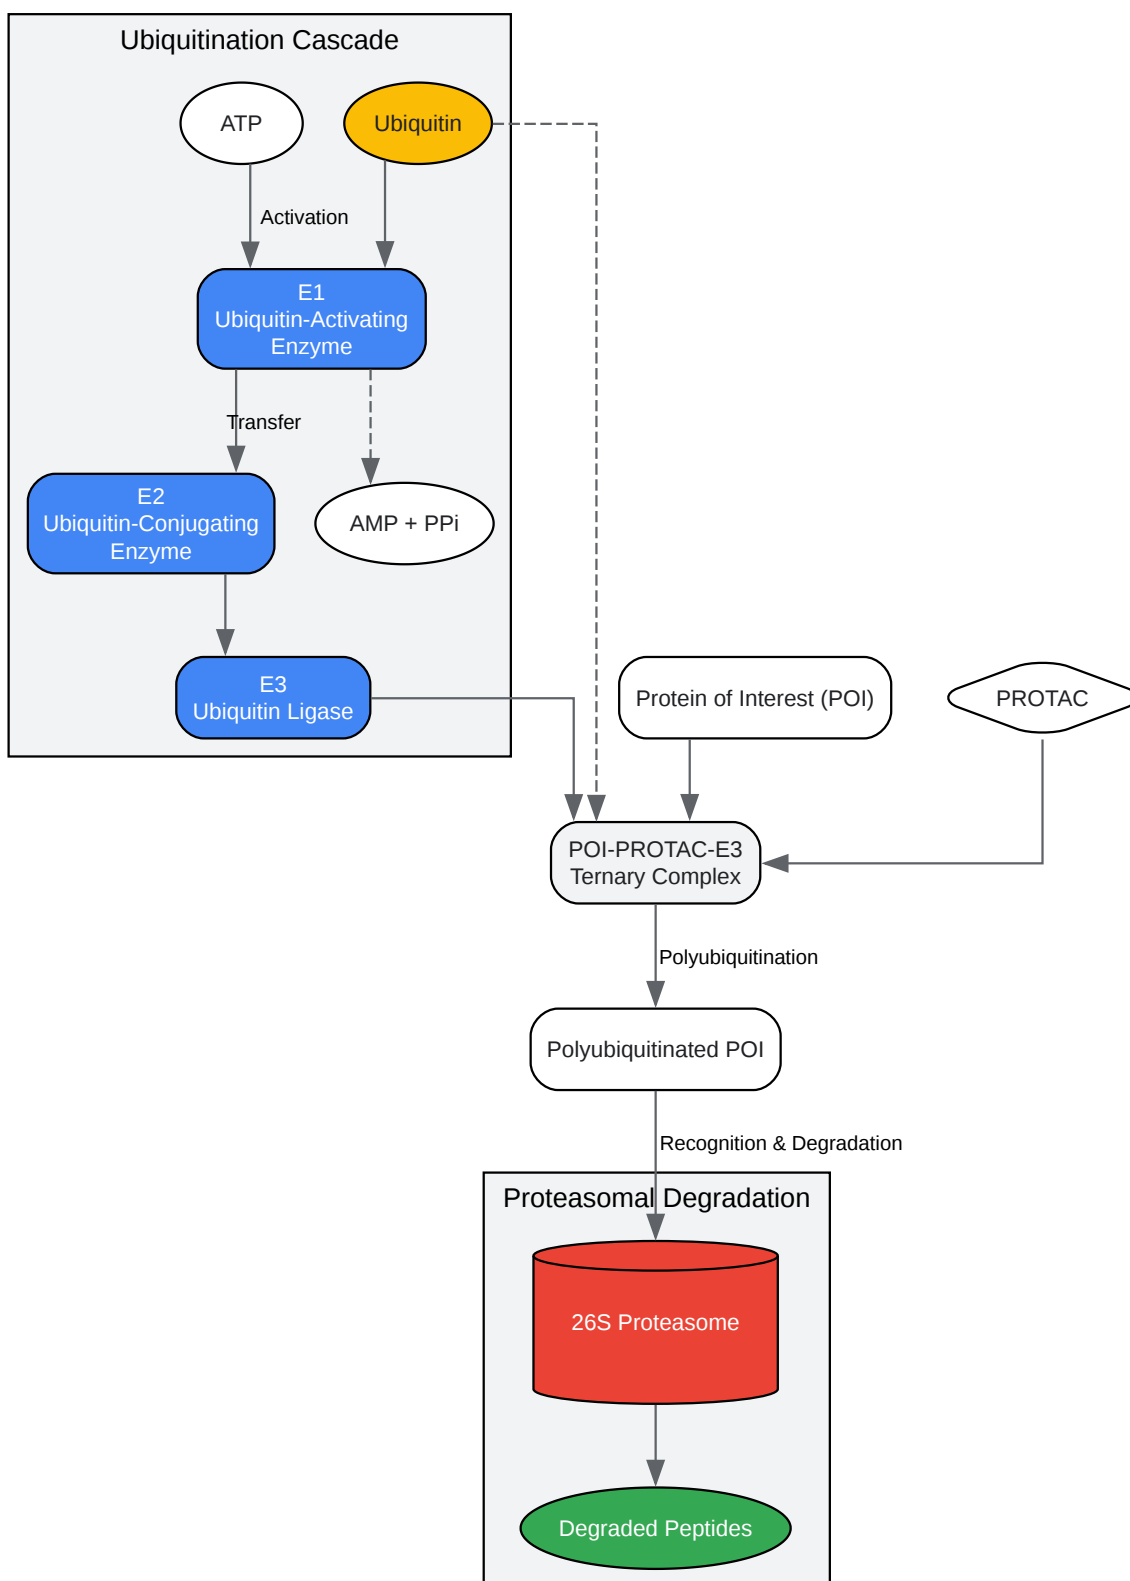 Ubiquitination Cascade
ATP
Ubiquitin
Activation
E1
Ubiquitin-Activating
Enzyme
Transfer
E2
Ubiquitin-Conjugating
Enzyme
AMP + PPi
E3
Ubiquitin Ligase
Protein of Interest (POI)
PROTAC
POI-PROTAC-E3
Ternary Complex
Polyubiquitination
Polyubiquitinated POI
Recognition & Degradation
Proteasomal Degradation
26S Proteasome
Degraded Peptides